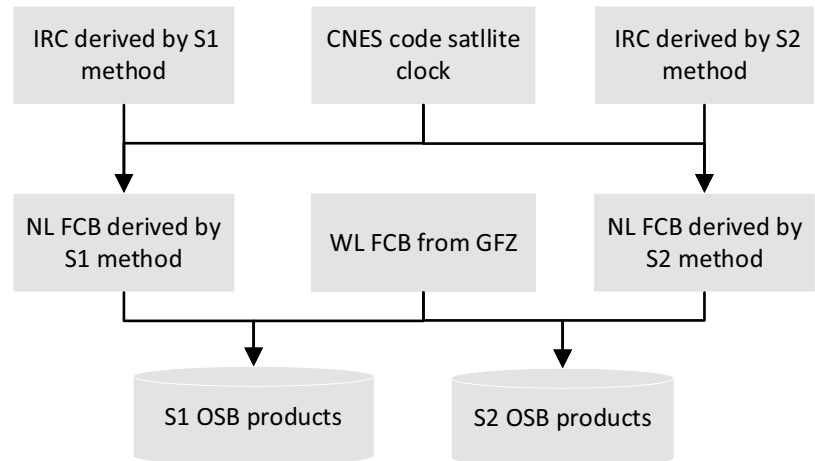 IRC derived by S1
method
CNES code satllite
clock
IRC derived by S2
method
NL FCB derived by
S1 method
WL FCB from GFZ
NL FCB derived by
S2 method
S1 OSB products
S2 OSB products